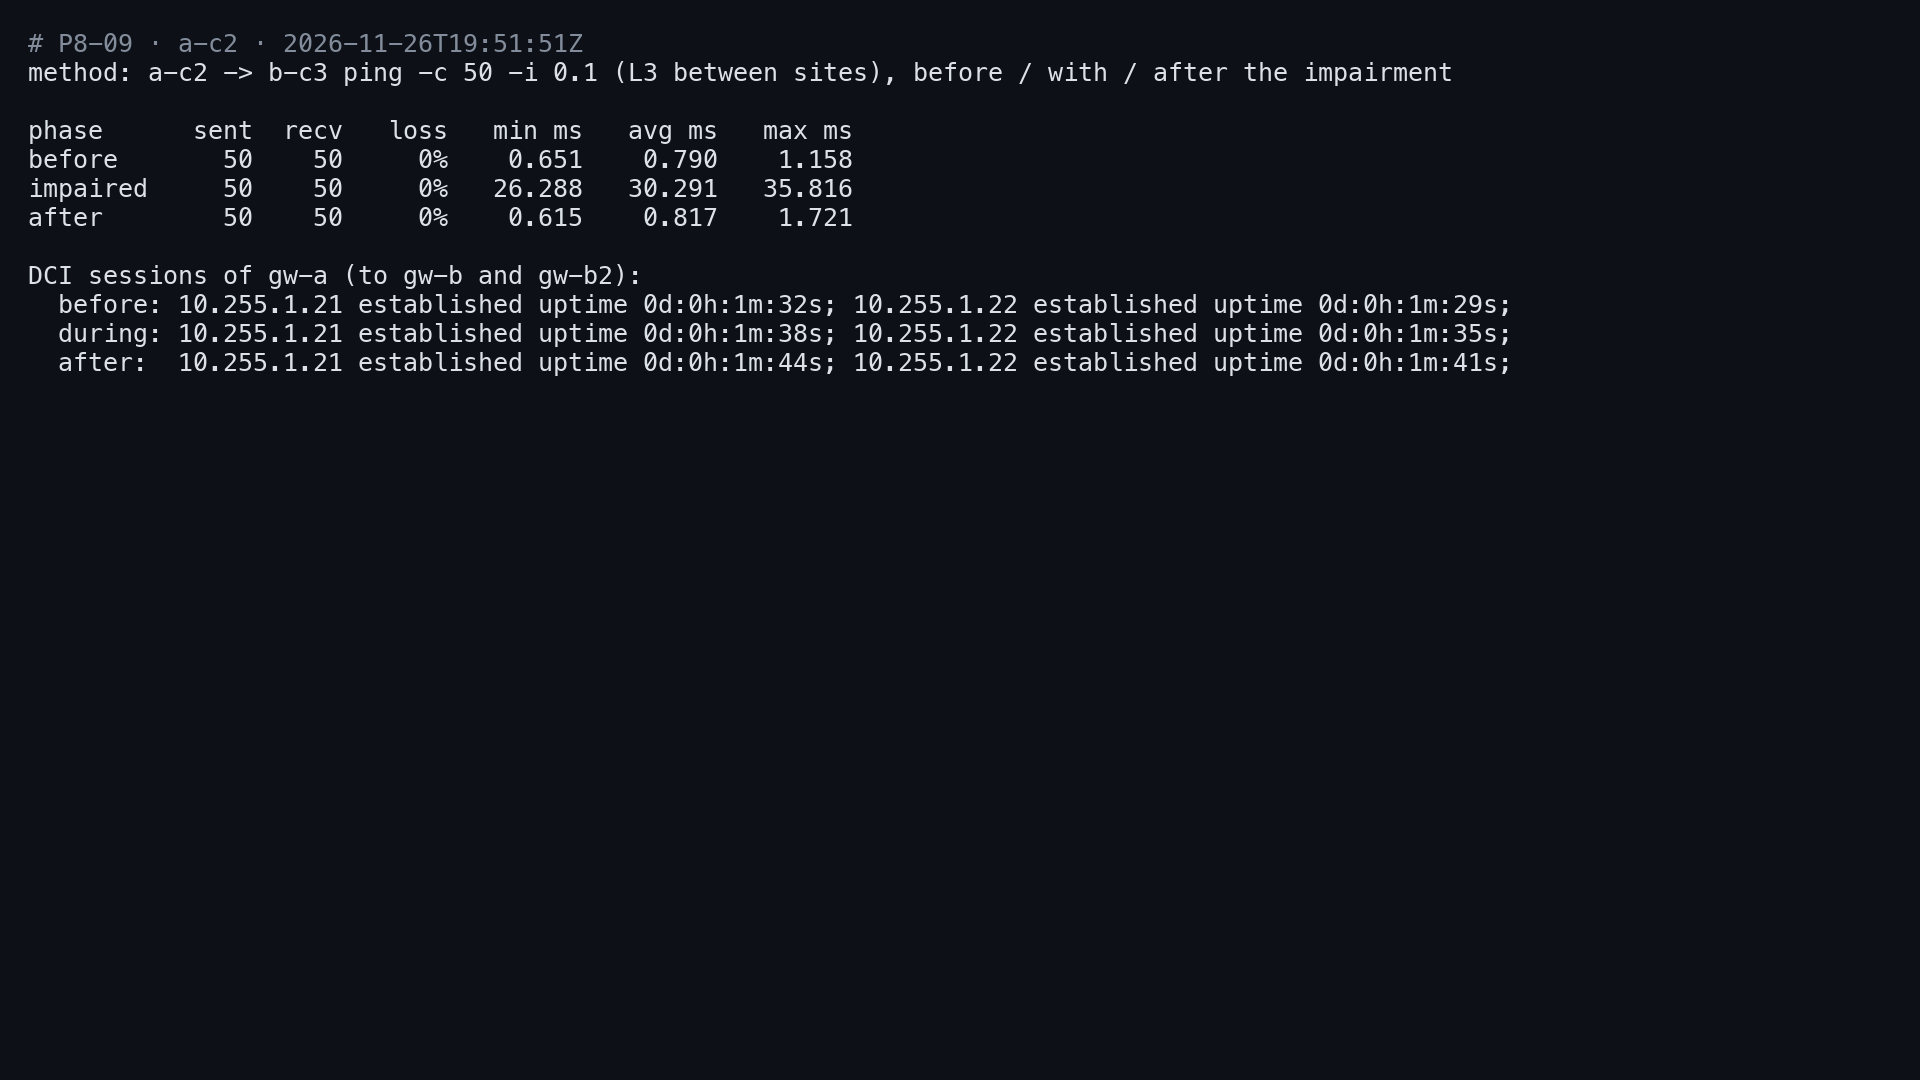 # P8−09 · a−c2 · 2026−11−26T19:51:51Z
method: a−c2 −> b−c3 ping −c 50 −i 0.1 (L3 between sites), before / with / after the impairment
phase      sent  recv   loss   min ms   avg ms   max ms
before       50    50     0%    0.651    0.790    1.158
impaired     50    50     0%   26.288   30.291   35.816
after        50    50     0%    0.615    0.817    1.721
DCI sessions of gw−a (to gw−b and gw−b2):
  before: 10.255.1.21 established uptime 0d:0h:1m:32s; 10.255.1.22 established uptime 0d:0h:1m:29s;
  during: 10.255.1.21 established uptime 0d:0h:1m:38s; 10.255.1.22 established uptime 0d:0h:1m:35s;
  after:  10.255.1.21 established uptime 0d:0h:1m:44s; 10.255.1.22 established uptime 0d:0h:1m:41s;